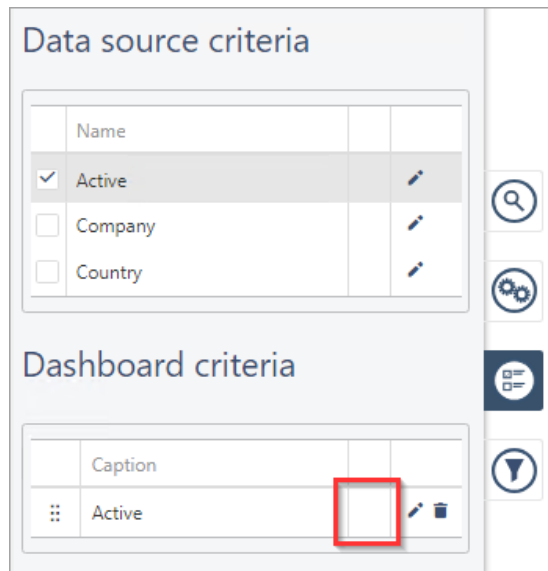 Data source criteria
Name
Active
Company
Country
Dashboard criteria
Caption
Active